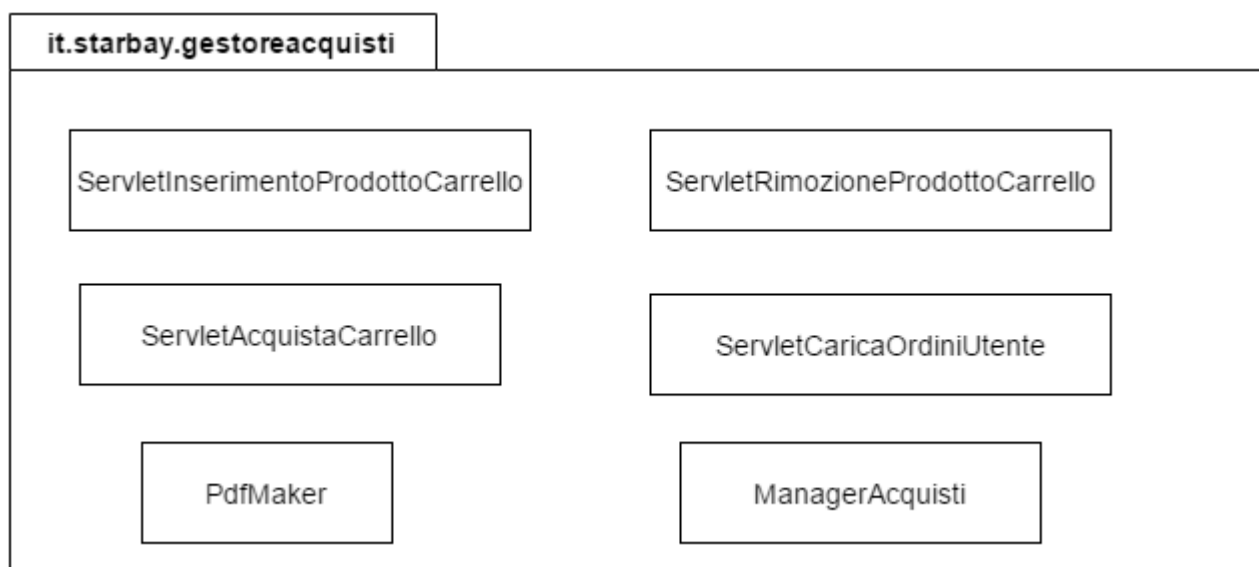 it.starbay.gestoreacquisti
ServletInserimentoProdottoCarrello
ServletRimozioneProdottoCarrello
ServletAcquistaCarrello
ServletCaricaOrdiniUtente
PdfMaker
ManagerAcquisti